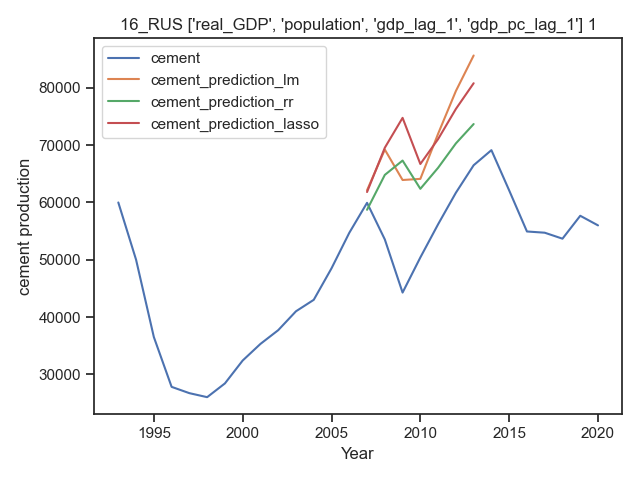 16_RUS ['real_GDP', 'population', 'gdp_lag_1', 'gdp_pc_lag_1'] 1
cement
cement_prediction_lm
cement_prediction_rr
cement_prediction_lasso
cement production
80000
70000
60000
50000
40000
30000
1995
2000
2005
2010
2015
2020
Year